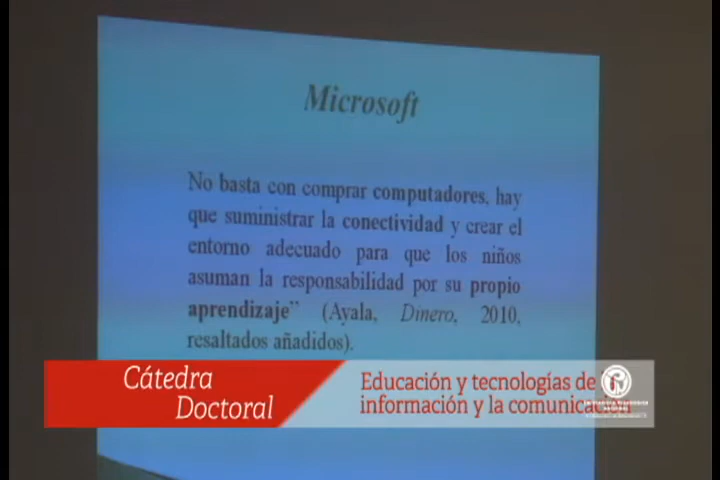 Microsoft
No basta con comprar computadores, hay
que suministrar la conectividad y crear el
entorno adecuado para que los niños
asuman la responsabilidad por su propio
aprendizaje” (Ayala, Dinero, 2010,
resaltados añadidos).
Cátedra
Doctoral
Educación y tecnologías de
información y la